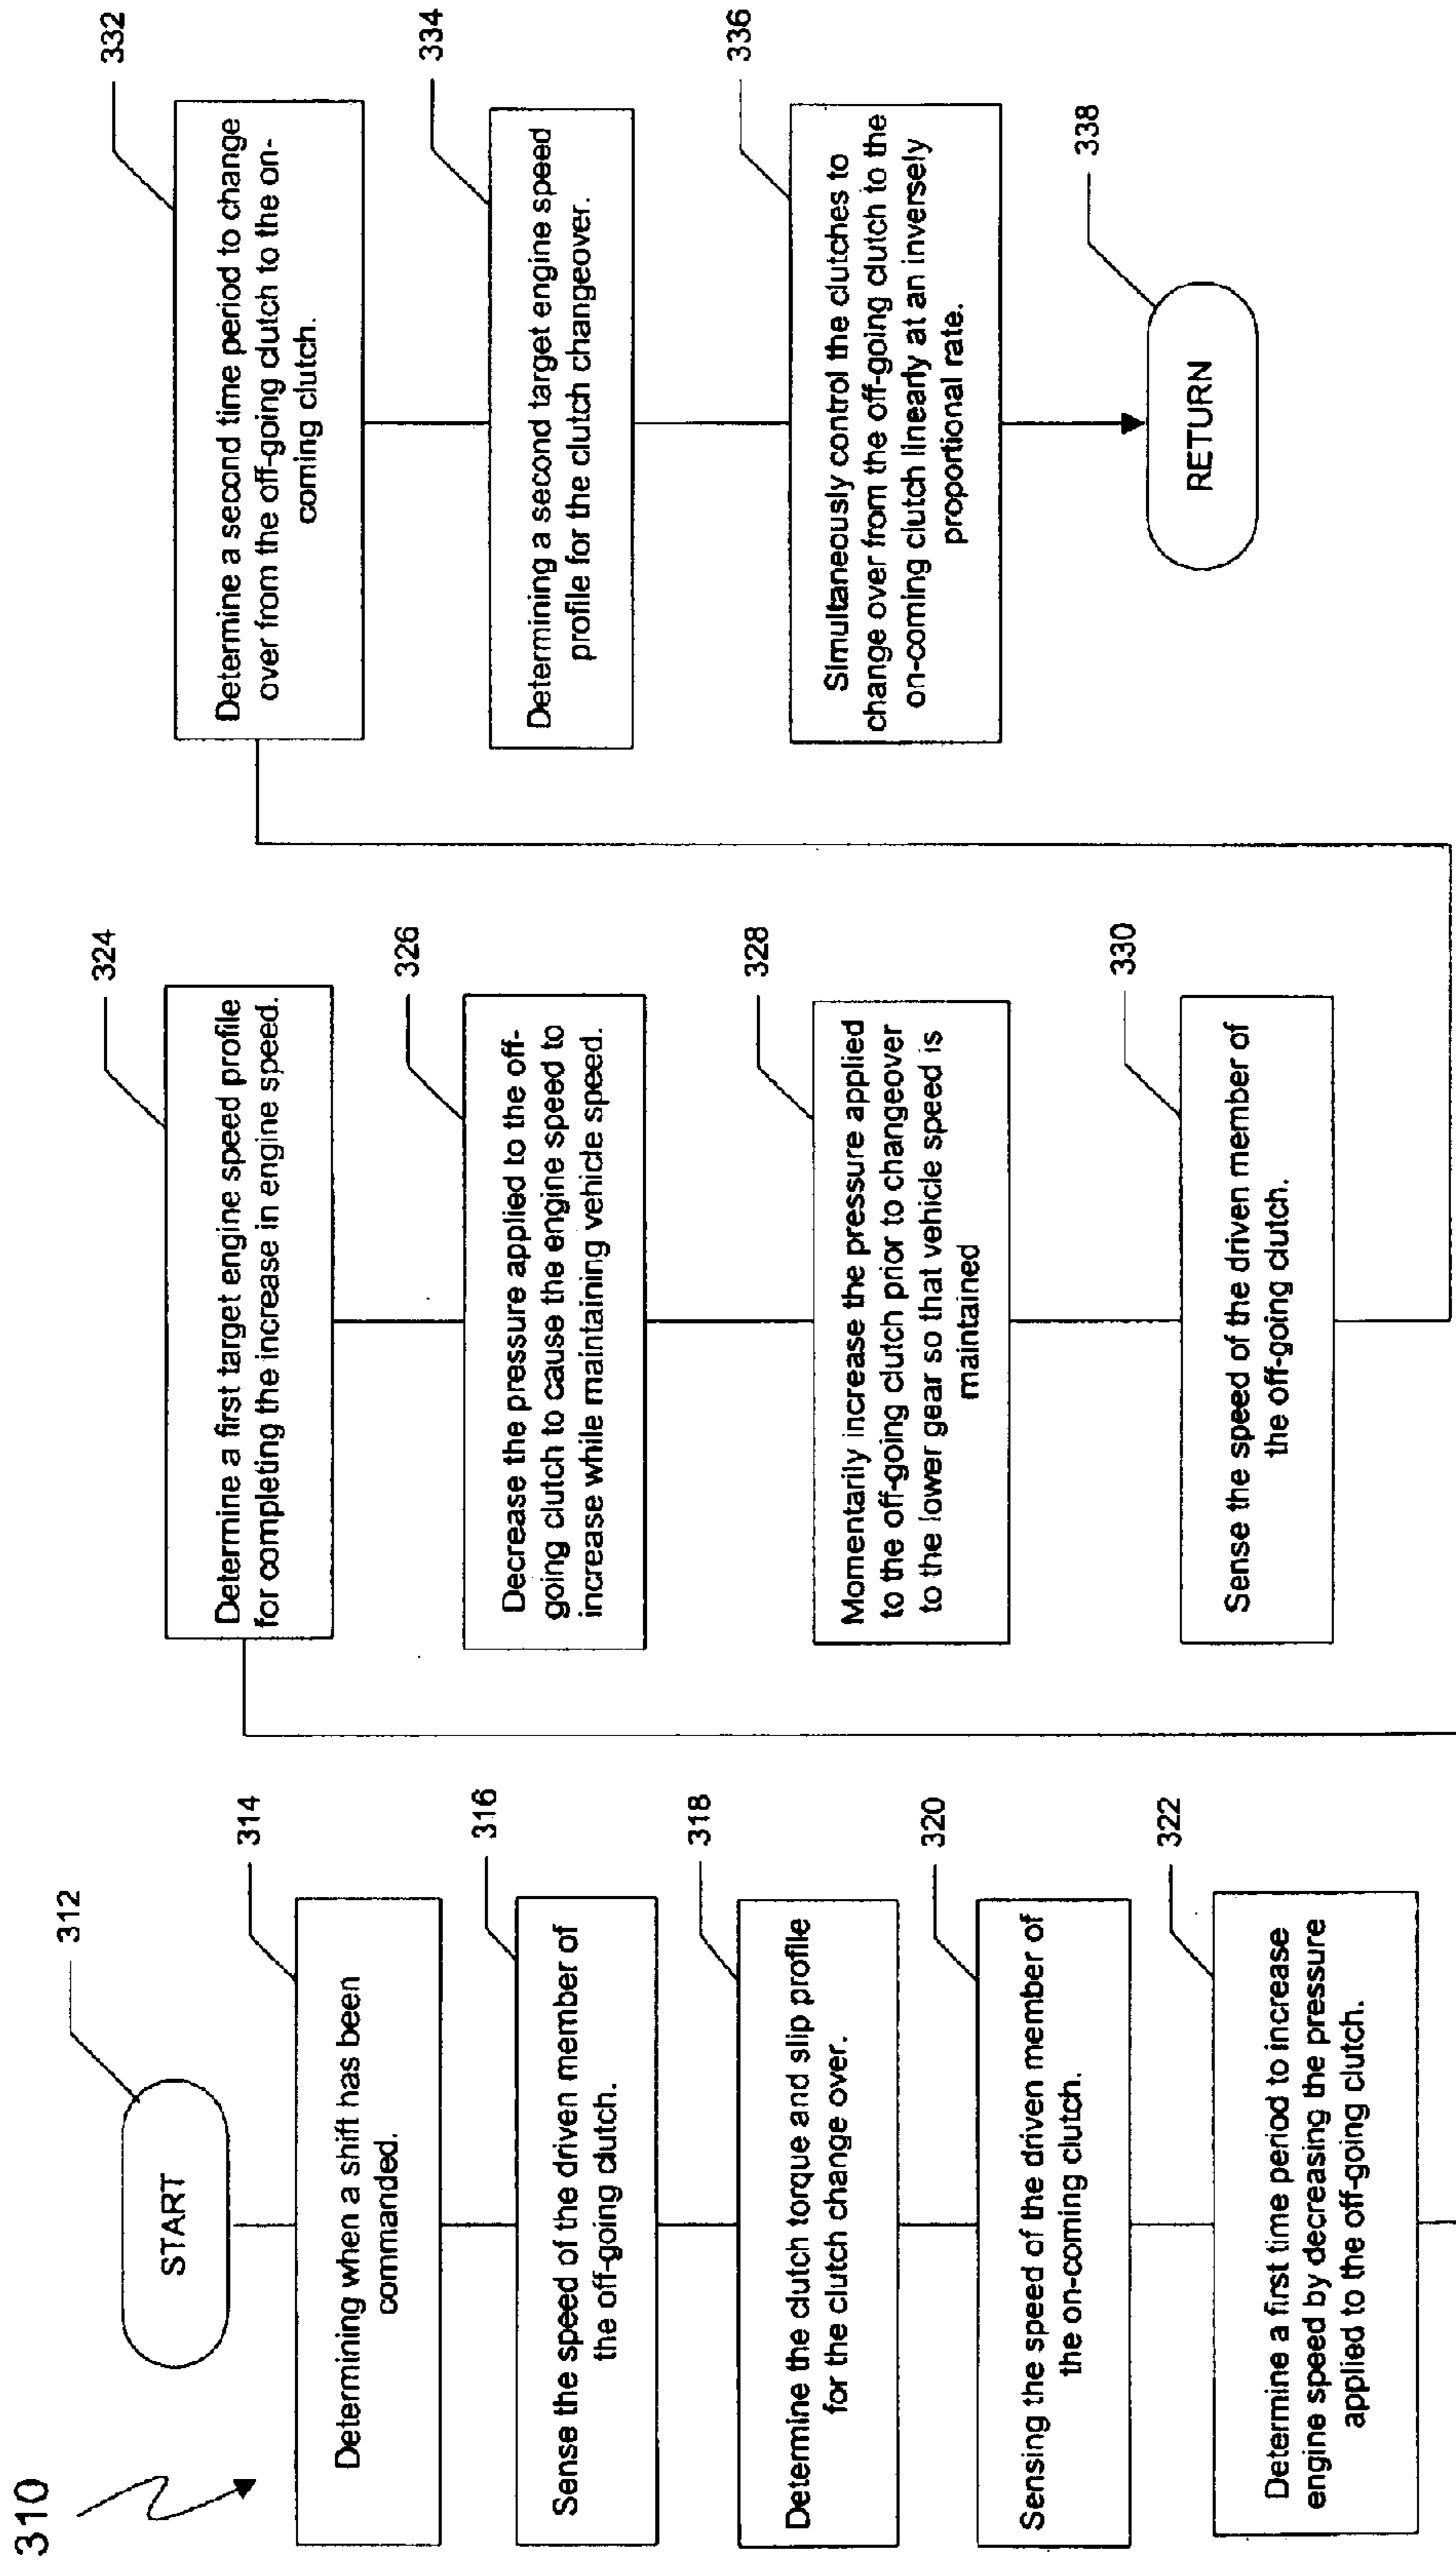 310
START
312
Determining when a shift has been
commanded.
314
Sense the speed of the driven member of
the off-going clutch.
316
Determine the clutch torque and slip profile
for the clutch change over.
318
Sensing the speed of the driven member of
the on-coming clutch.
320
Determine a first time period to increase
engine speed by decreasing the pressure
applied to the off-going clutch.
322
Determine a first target engine speed profile
for completing the increase in engine speed.
324
Decrease the pressure applied to the off-
going clutch to cause the engine speed to
increase while maintaining vehicle speed.
326
Momentarily increase the pressure applied
to the off-going clutch prior to changeover
to the lower gear so that vehicle speed is
maintained
328
Sense the speed of the driven member of
the off-going clutch.
330
Determine a second time period to change
over from the off-going clutch to the on-
coming clutch.
332
Determining a second target engine speed
profile for the clutch changeover.
334
Simultaneously control the clutches to
change over from the off-going clutch to the
on-coming clutch linearly at an inversely
proportional rate.
336
RETURN
338